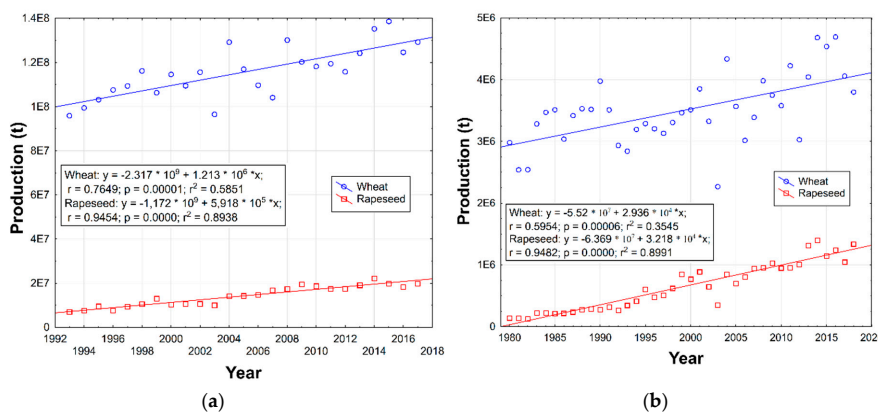 (a)
Production (t)
1.4E8
1.2E8
1E8
8E7
6E7
4E7
2E7
0
Wheat: y = -2.317 * 10⁹ + 1.213 * 10⁶ *x;
r = 0.7649; p = 0.00001; r² = 0.5851
Rapeseed: y = -1,172 * 10⁹ + 5,918 * 10⁵ *x;
r = 0.9454; p = 0.0000; r² = 0.8938
Wheat
Rapeseed
1992 1996 2000 2004 2008 2012 2016
1994 1998 2002 2006 2010 2014 2018
Year
(b)
Production (t)
5E6
4E6
3E6
2E6
1E6
0
Wheat: y = -5.52 * 10⁷ + 2.936 * 10⁴ *x;
r = 0.5954; p = 0.00006; r² = 0.3545
Rapeseed: y = -6.369 * 10⁷ + 3.218 * 10⁴ *x;
r = 0.9482; p = 0.0000; r² = 0.8991
Wheat
Rapeseed
1980 1985 1990 1995 2000 2005 2010 2015
Year
(a)
(b)